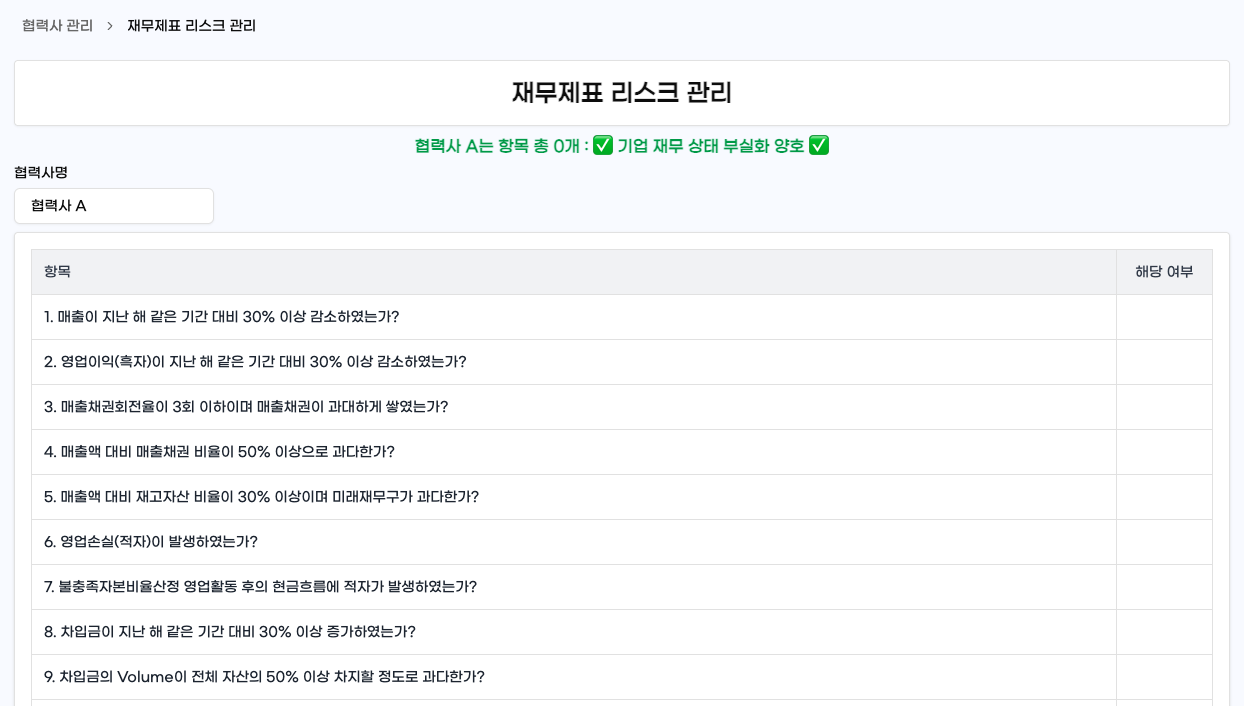 협력사 관리 > 재무제표 리스크 관리
재무제표 리스크 관리
협력사 A는 항목 총 0개 : ✅ 기업 재무 상태 부실화 양호 ✅
협력사명
협력사 A
항목 해당 여부
1. 매출이 지난 해 같은 기간 대비 30% 이상 감소하였는가?
2. 영업이익(흑자)이 지난 해 같은 기간 대비 30% 이상 감소하였는가?
3. 매출채권회전율이 3회 이하이며 매출채권이 과대하게 쌓였는가?
4. 매출액 대비 매출채권 비율이 50% 이상으로 과다한가?
5. 매출액 대비 재고자산 비율이 30% 이상이며 미래재무구가 과다한가?
6. 영업손실(적자)이 발생하였는가?
7. 불충족자본비율산정 영업활동 후의 현금흐름에 적자가 발생하였는가?
8. 차입금이 지난 해 같은 기간 대비 30% 이상 증가하였는가?
9. 차입금의 Volume이 전체 자산의 50% 이상 차지할 정도로 과다한가?